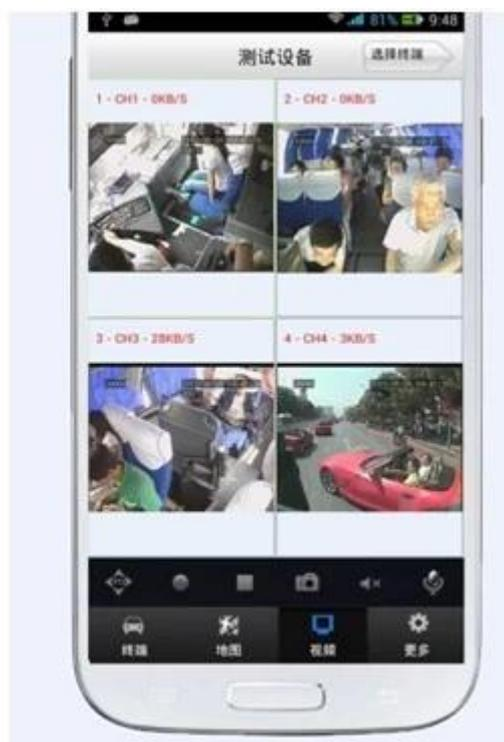 81% 9:48
测试设备 选择终端
1 - CH1 - 0KB/S 2 - CH2 - 0KB/S
3 - CH3 - 28KB/S 4 - CH4 - 3KB/S
终端 地图 视频 更多